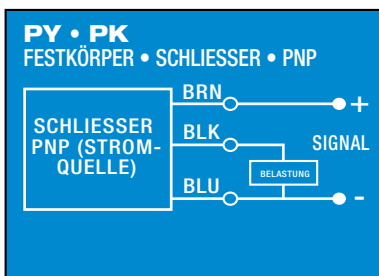 PY • PK
FESTKÖRPER • SCHLIESSER • PNP
BRN
+
SCHLIESSER
PNP (STROM-
QUELLE)
BLK
SIGNAL
BELASTUNG
BLU
-